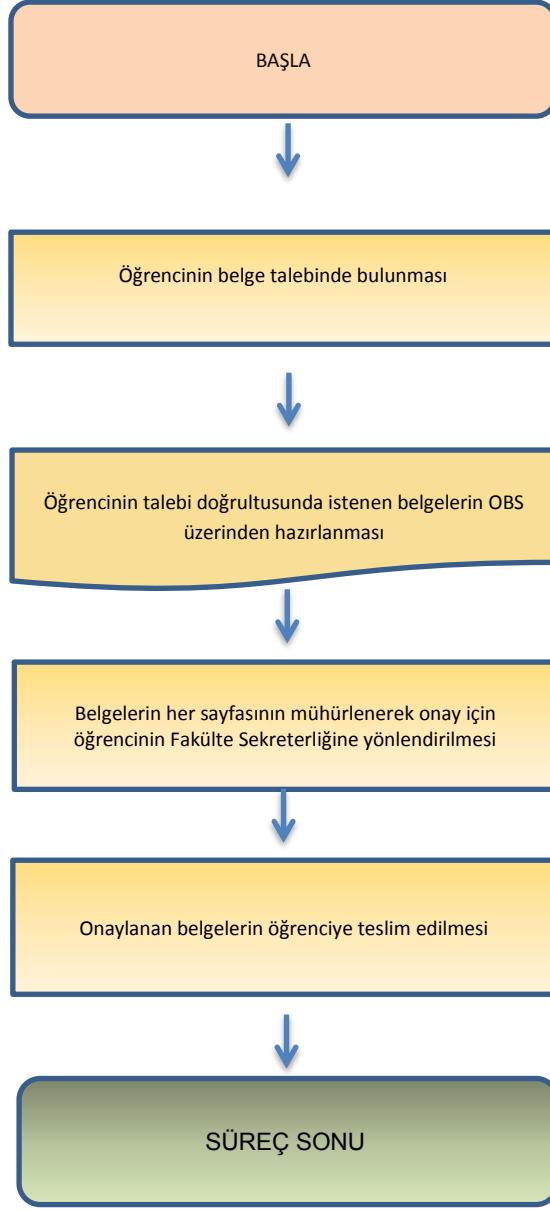 BAŞLA
Öğrencinin belge talebinde bulunması
Öğrencinin talebi doğrultusunda istenen belgelerin OBS
üzerinden hazırlanması
Belgelerin her sayfasının mühürlenerek onay için
öğrencinin Fakülte Sekreterliğine yönlendirilmesi
Onaylanan belgelerin öğrenciye teslim edilmesi
SÜREÇ SONU